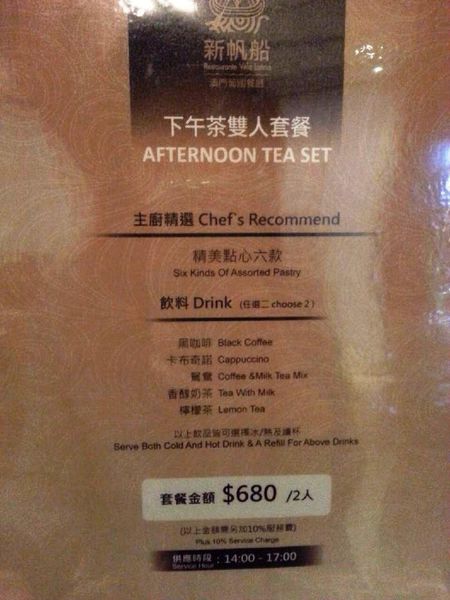 新帆船
Restaurante Vela Latina
澳門葡國餐廳
下午茶雙人套餐
AFTERNOON TEA SET
主廚精選 Chef`s Recommend
精美點心六款
Six Kinds Of Assorted Pastry
飲料 Drink (任選二 choose 2)
黑咖啡 Black Coffee
卡布奇諾 Cappuccino
鴛鴦 Coffee &Milk Tea Mix
香醇奶茶 Tea With Milk
檸檬茶 Lemon Tea
以上飲品皆可選擇冰/熱及續杯
Serve Both Cold And Hot Drink & A Refill For Above Drinks
套餐金額 $680 /2人
(以上金額需另加10%服務費)
Plus 10% Service Charge
供應時段 : 14:00 - 17:00
Service Hour